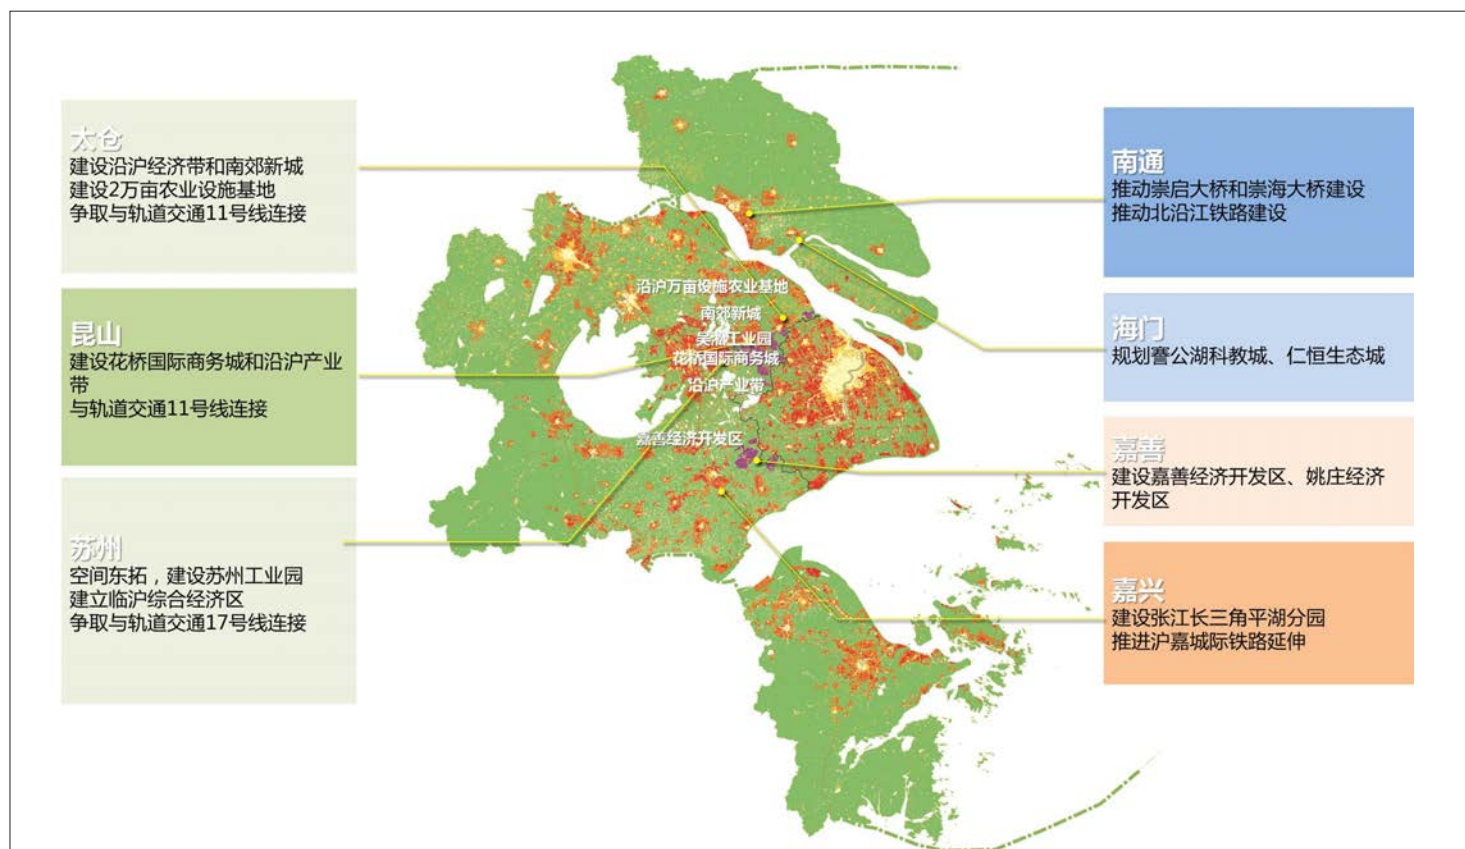 太仓
建设沿沪经济带和南郊新城
建设2万亩农业设施基地
争取与轨道交通11号线连接
昆山
建设花桥国际商务城和沿沪产业
带
与轨道交通11号线连接
苏州
空间东拓，建设苏州工业园
建立临沪综合经济区
争取与轨道交通17号线连接
沿沪万亩设施农业基地
南郊新城
吴淞工业园
花桥国际商务城
沿沪产业带
嘉善经济开发区
南通
推动崇启大桥和崇海大桥建设
推动北沿江铁路建设
海门
规划謇公湖科教城、仁恒生态城
嘉善
建设嘉善经济开发区、姚庄经济
开发区
嘉兴
建设张江长三角平湖分园
推进沪嘉城际铁路延伸